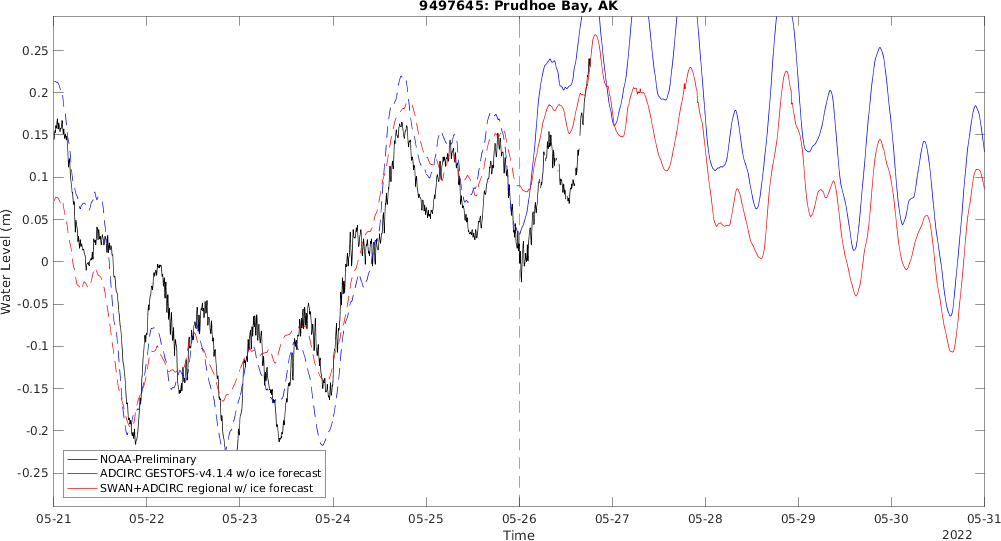 9497645: Prudhoe Bay, AK
Water Level (m)
0.25
0.2
0.15
0.1
0.05
0
-0.05
-0.1
-0.15
-0.2
-0.25
NOAA-Preliminary
ADCIRC GESTOFS-v4.1.4 w/o ice forecast
SWAN+ADCIRC regional w/ ice forecast
05-21 05-22 05-23 05-24 05-25 05-26 05-27 05-28 05-29 05-30 05-31
Time
2022